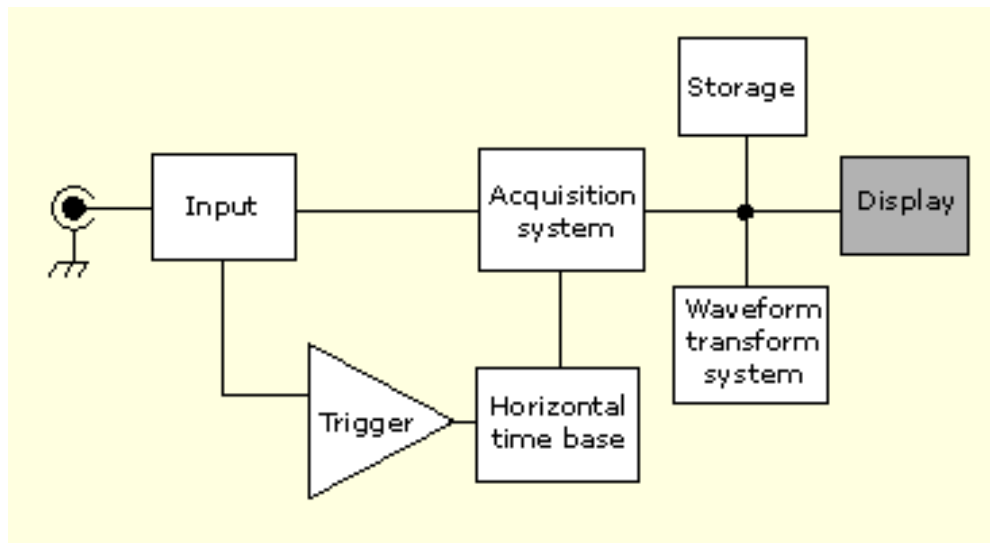 Storage
Input
Acquisition
system
Display
Waveform
transform
system
Trigger
Horizontal
time base